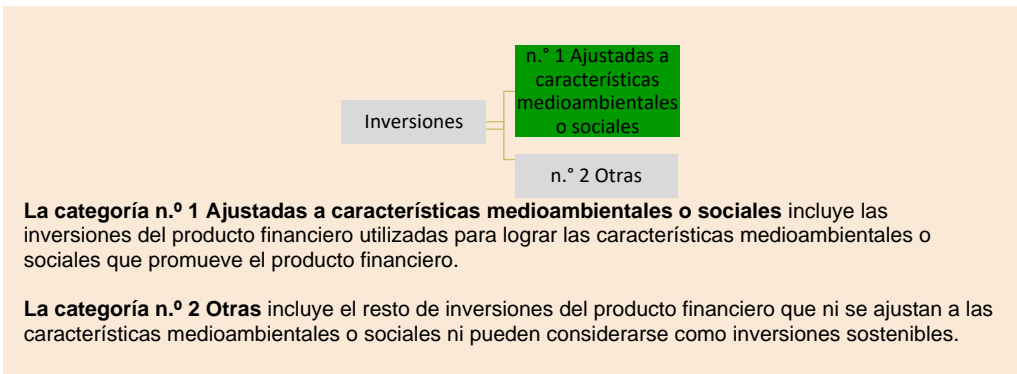 n.° 1 Ajustadas a
características
medioambientales
o sociales
Inversiones
n.° 2 Otras
La categoría n.º 1 Ajustadas a características medioambientales o sociales incluye las
inversiones del producto financiero utilizadas para lograr las características medioambientales o
sociales que promueve el producto financiero.
La categoría n.º 2 Otras incluye el resto de inversiones del producto financiero que ni se ajustan a las
características medioambientales o sociales ni pueden considerarse como inversiones sostenibles.